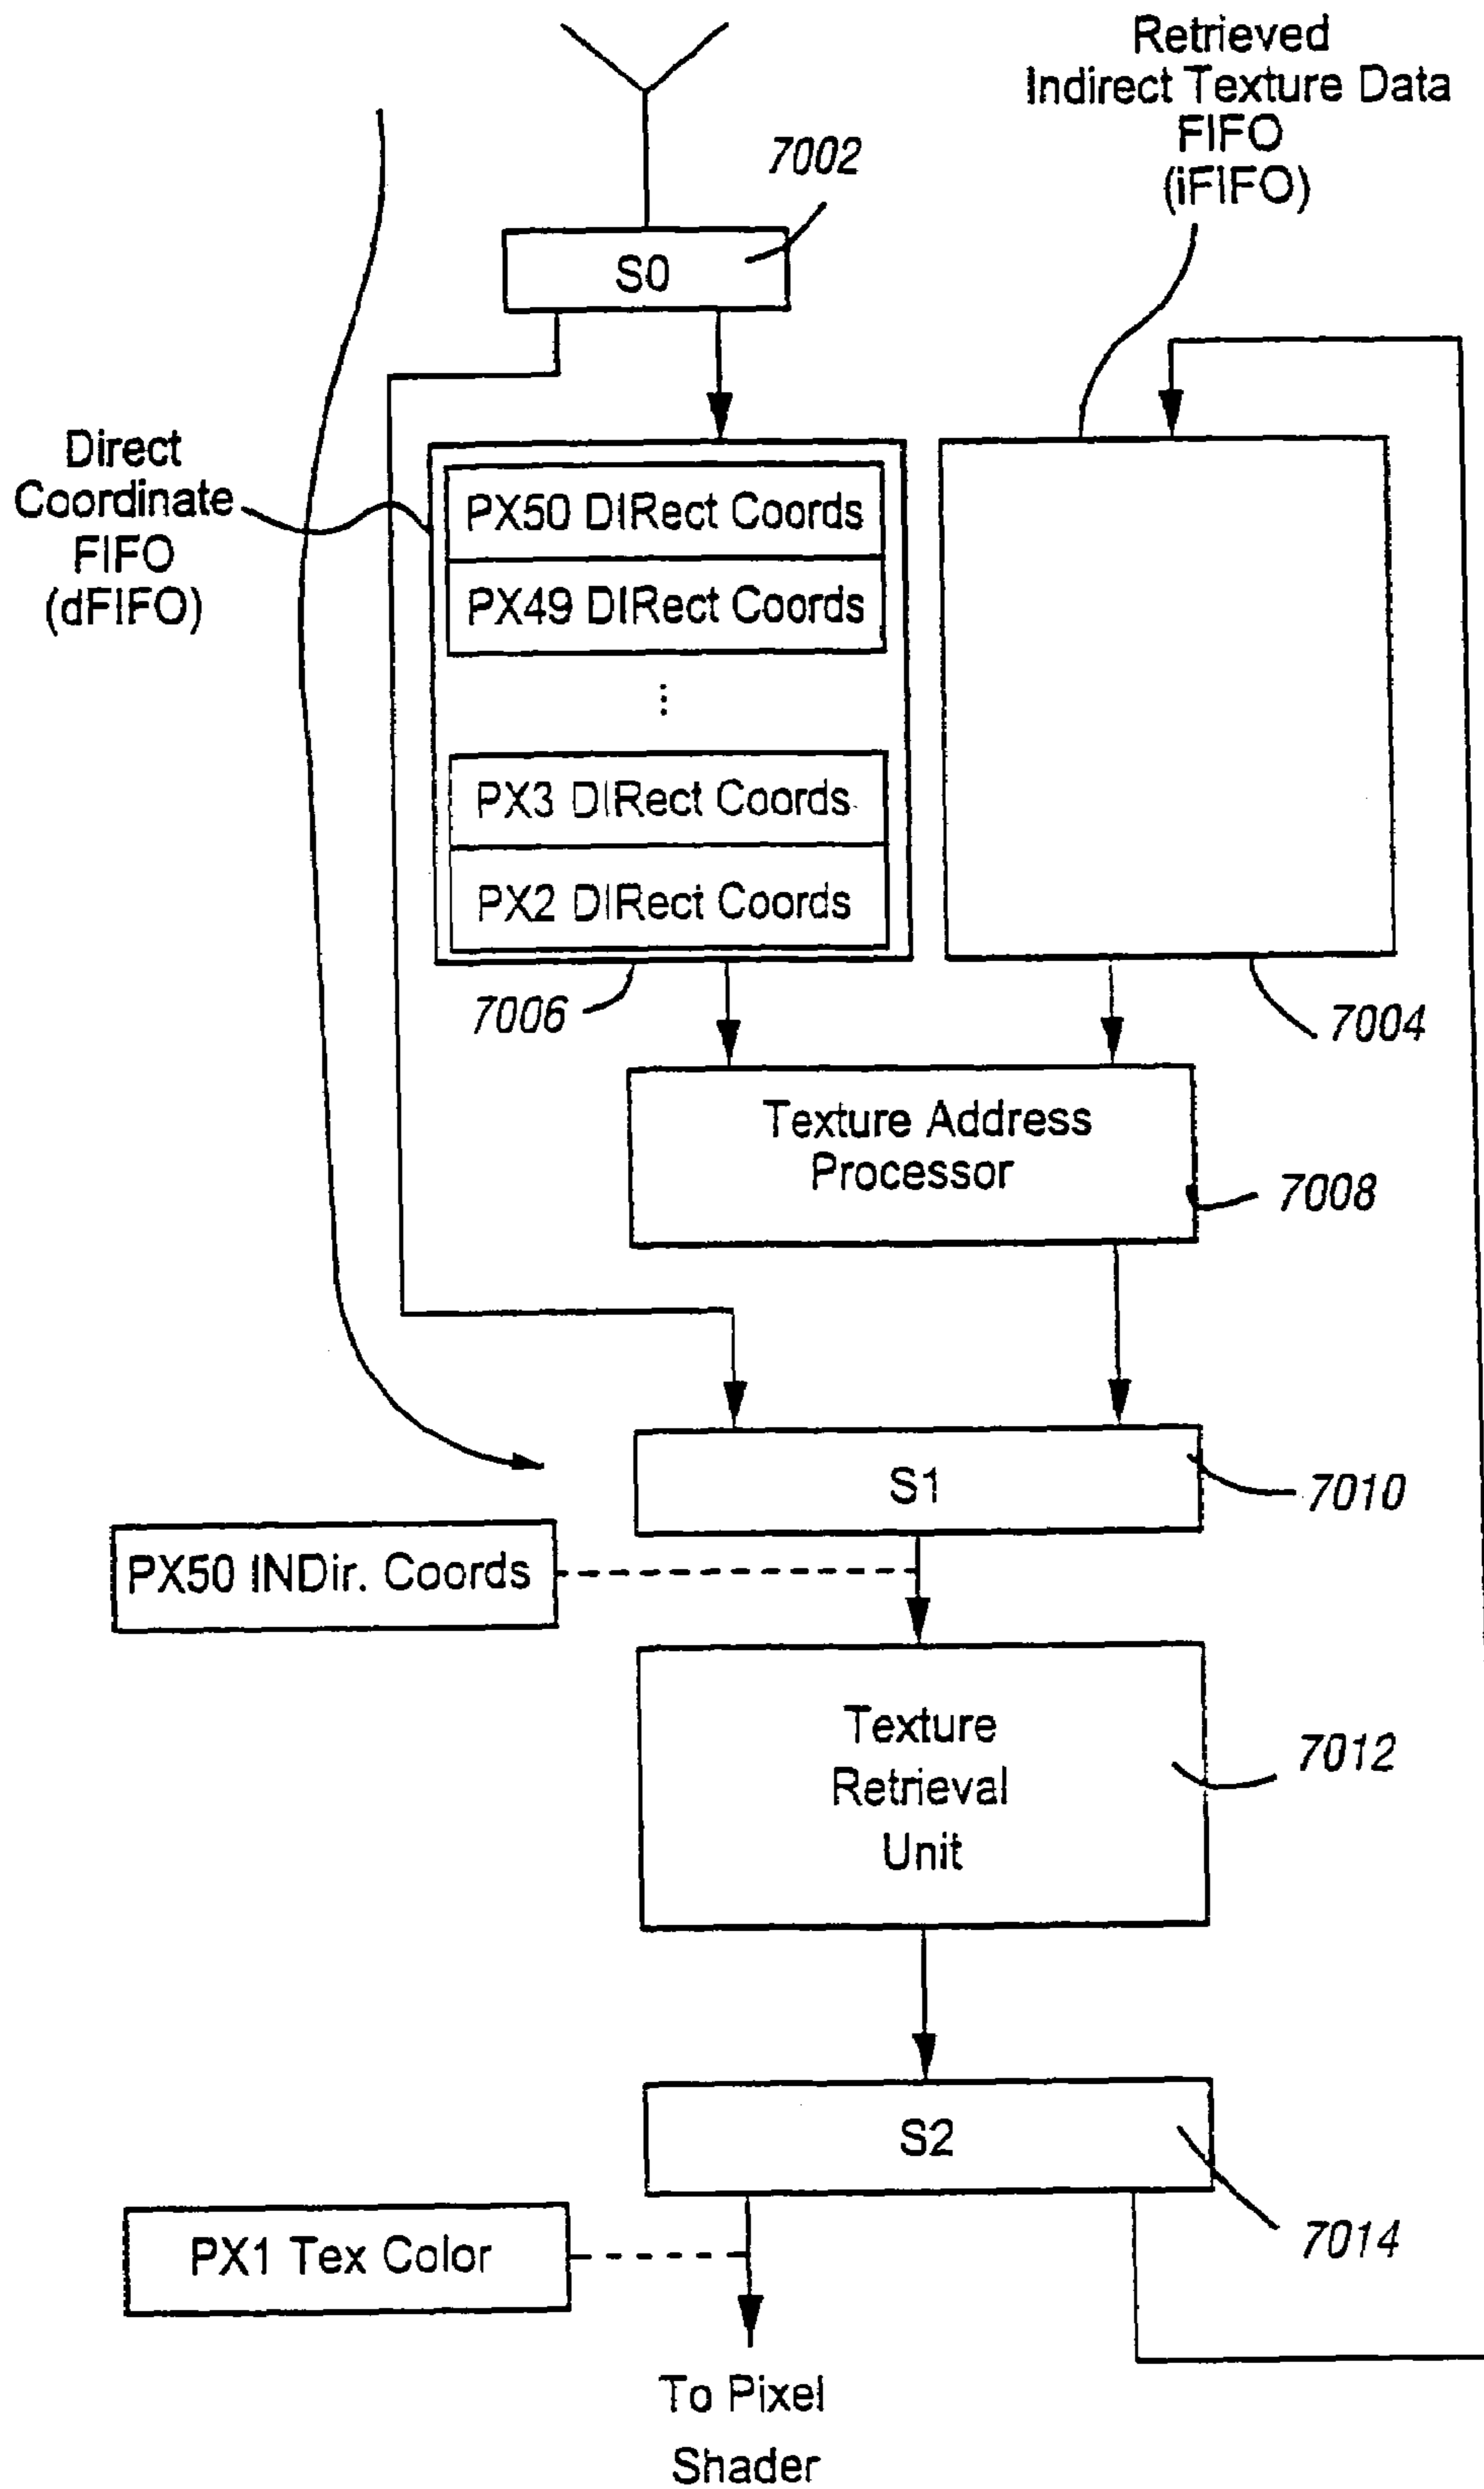 Retrieved
Indirect Texture Data
FIFO
(iFIFO)
7002
S0
Direct
Coordinate
FIFO
(dFIFO)
PX50 DIRect Coords
PX49 DIRect Coords
⋮
PX3 DIRect Coords
PX2 DIRect Coords
7006
7004
Texture Address
Processor
7008
S1
7010
PX50 INDir. Coords
Texture
Retrieval
Unit
7012
S2
7014
PX1 Tex Color
To Pixel
Shader